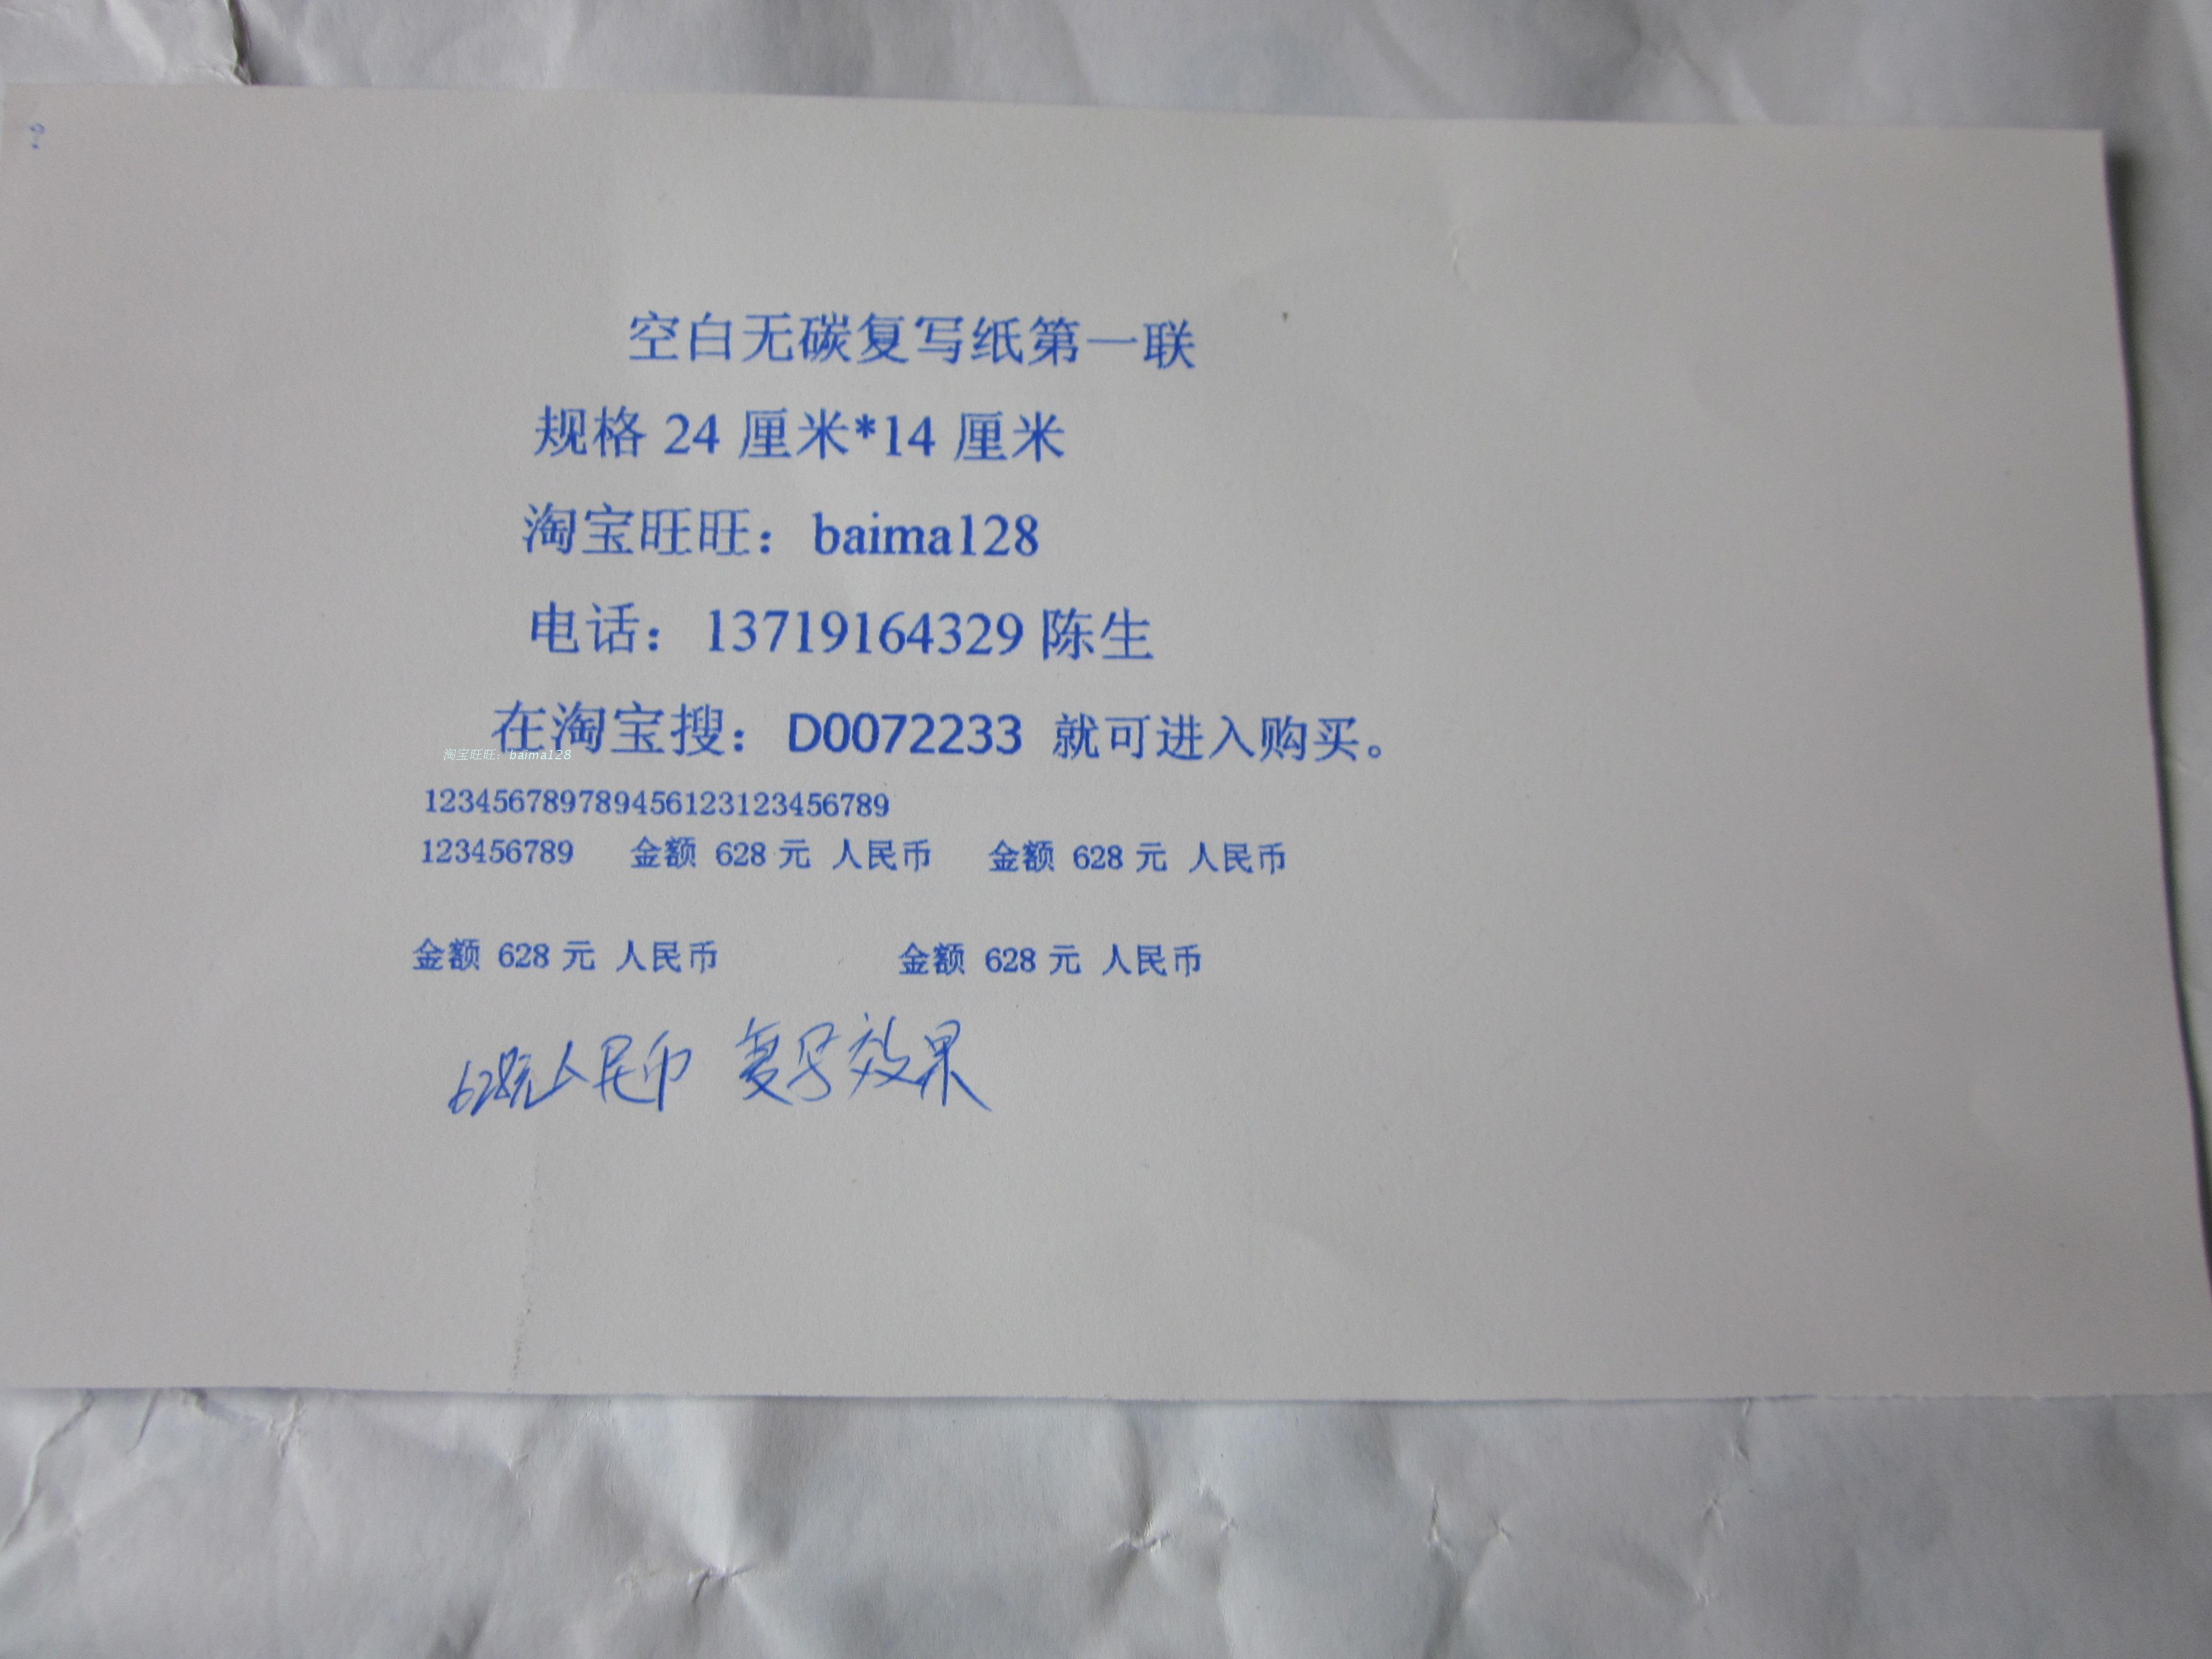 空白无碳复写纸第一联
规格 24 厘米*14 厘米
淘宝旺旺：baima128
电话：13719164329 陈生
在淘宝搜：D0072233 就可进入购买。
淘宝旺旺：baima128
123456789789456123123456789
123456789 金额 628 元 人民币 金额 628 元 人民币
金额 628 元 人民币 金额 628 元 人民币
628元人民币 复写效果